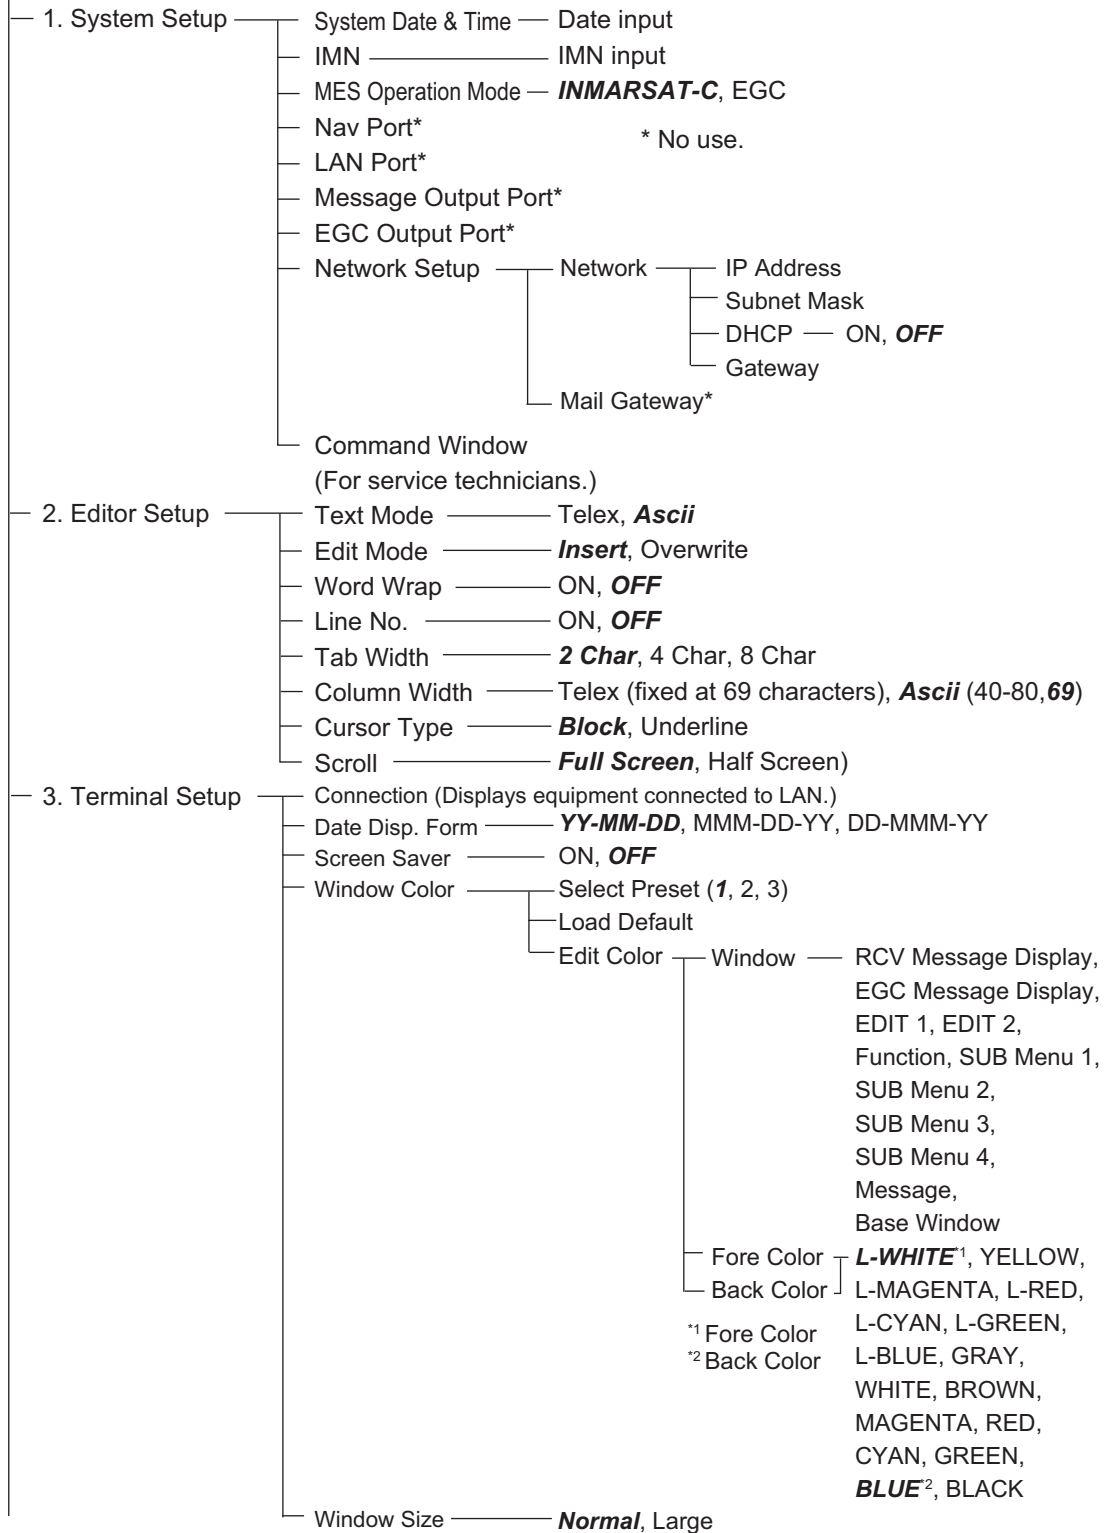 1. System Setup
System Date & Time
Date input
IMN
IMN input
MES Operation Mode
INMARSAT-C, EGC
Nav Port*
* No use.
LAN Port*
Message Output Port*
EGC Output Port*
Network Setup
Network
IP Address
Subnet Mask
DHCP
ON, OFF
Gateway
Mail Gateway*
Command Window
(For service technicians.)
2. Editor Setup
Text Mode
Telex, Ascii
Edit Mode
Insert, Overwrite
Word Wrap
ON, OFF
Line No.
ON, OFF
Tab Width
2 Char, 4 Char, 8 Char
Column Width
Telex (fixed at 69 characters), Ascii (40-80,69)
Cursor Type
Block, Underline
Scroll
Full Screen, Half Screen)
3. Terminal Setup
Connection (Displays equipment connected to LAN.)
Date Disp. Form
YY-MM-DD, MMM-DD-YY, DD-MMM-YY
Screen Saver
ON, OFF
Window Color
Select Preset (1, 2, 3)
Load Default
Edit Color
Window
RCV Message Display,
EGC Message Display,
EDIT 1, EDIT 2,
Function, SUB Menu 1,
SUB Menu 2,
SUB Menu 3,
SUB Menu 4,
Message,
Base Window
Fore Color
Back Color
*1 Fore Color
*2 Back Color
L-WHITE*1, YELLOW,
L-MAGENTA, L-RED,
L-CYAN, L-GREEN,
L-BLUE, GRAY,
WHITE, BROWN,
MAGENTA, RED,
CYAN, GREEN,
BLUE*2, BLACK
Window Size
Normal, Large